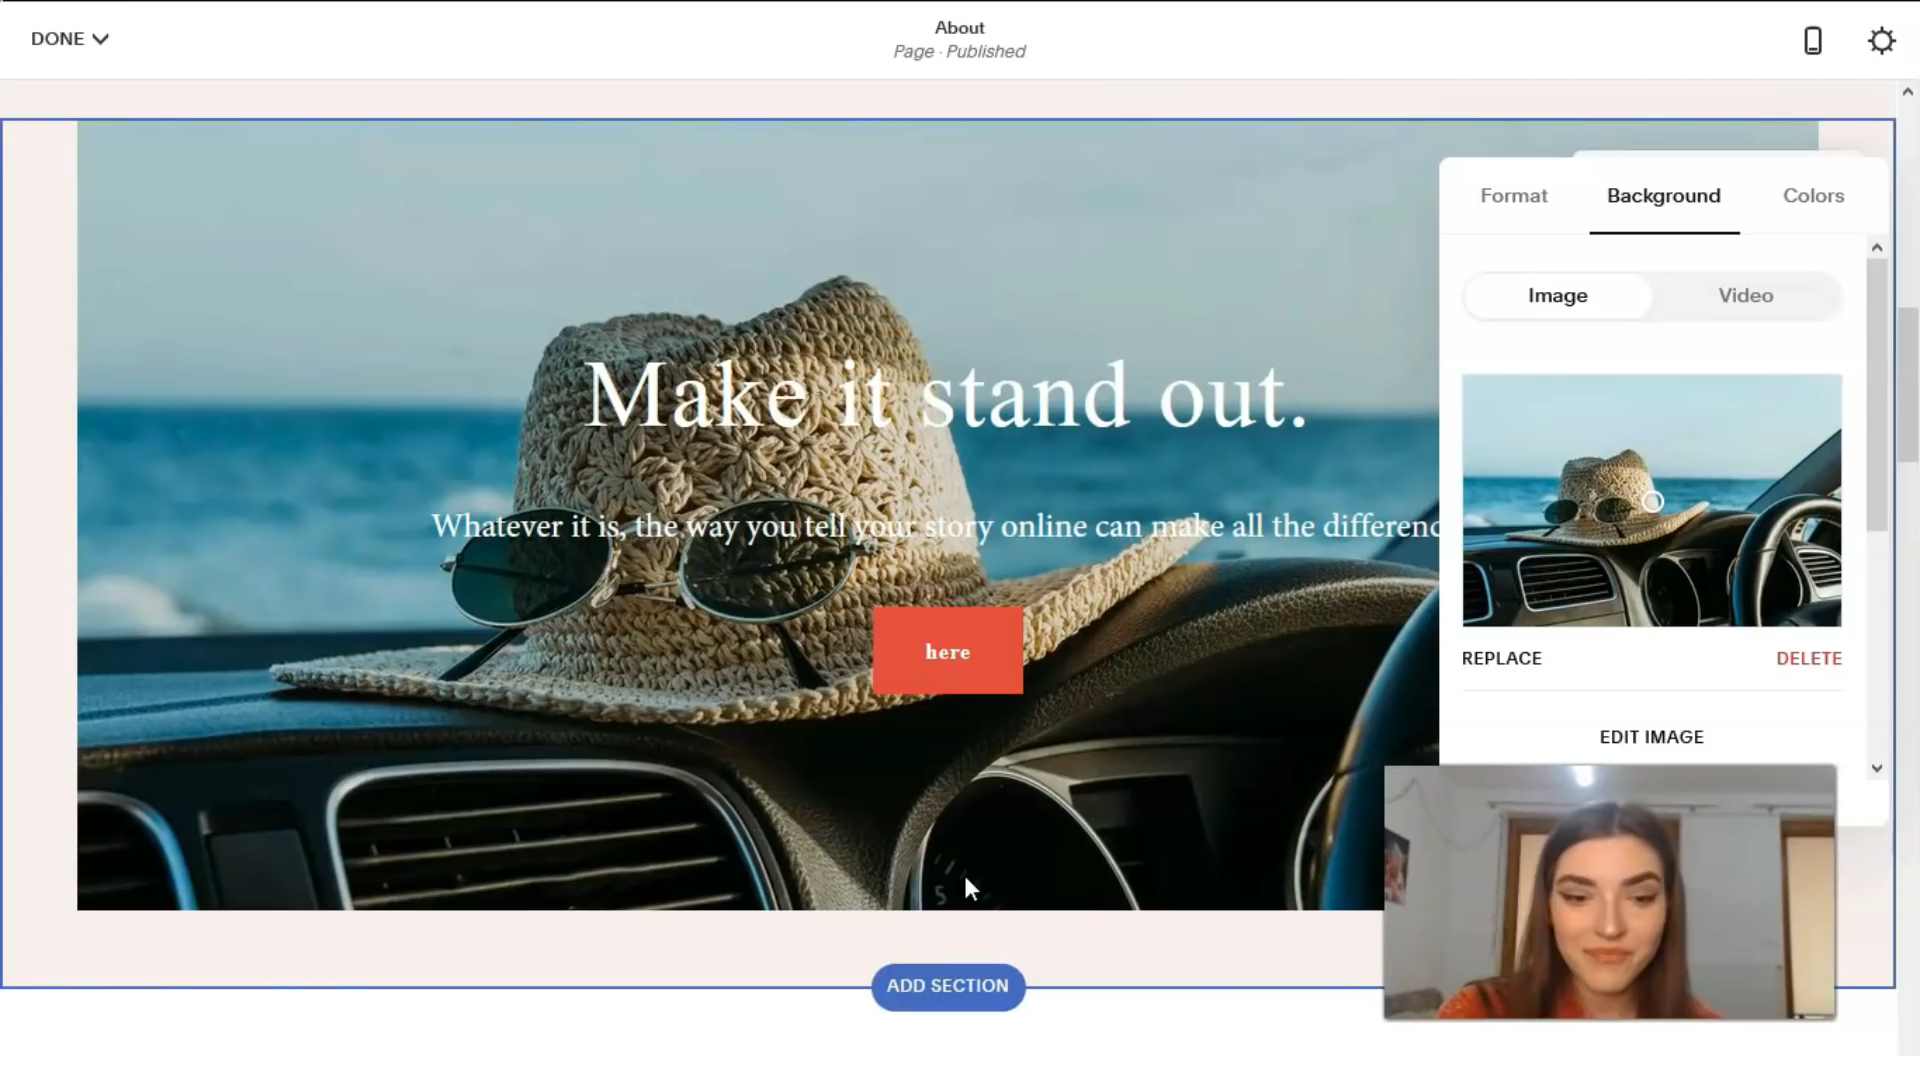 DONE
About
Page · Published
Format
Background
Colors
Image
Video
Make it stand out.
Whatever it is, the way you tell your story online can make all the differenc
here
REPLACE
DELETE
EDIT IMAGE
5
ADD SECTION